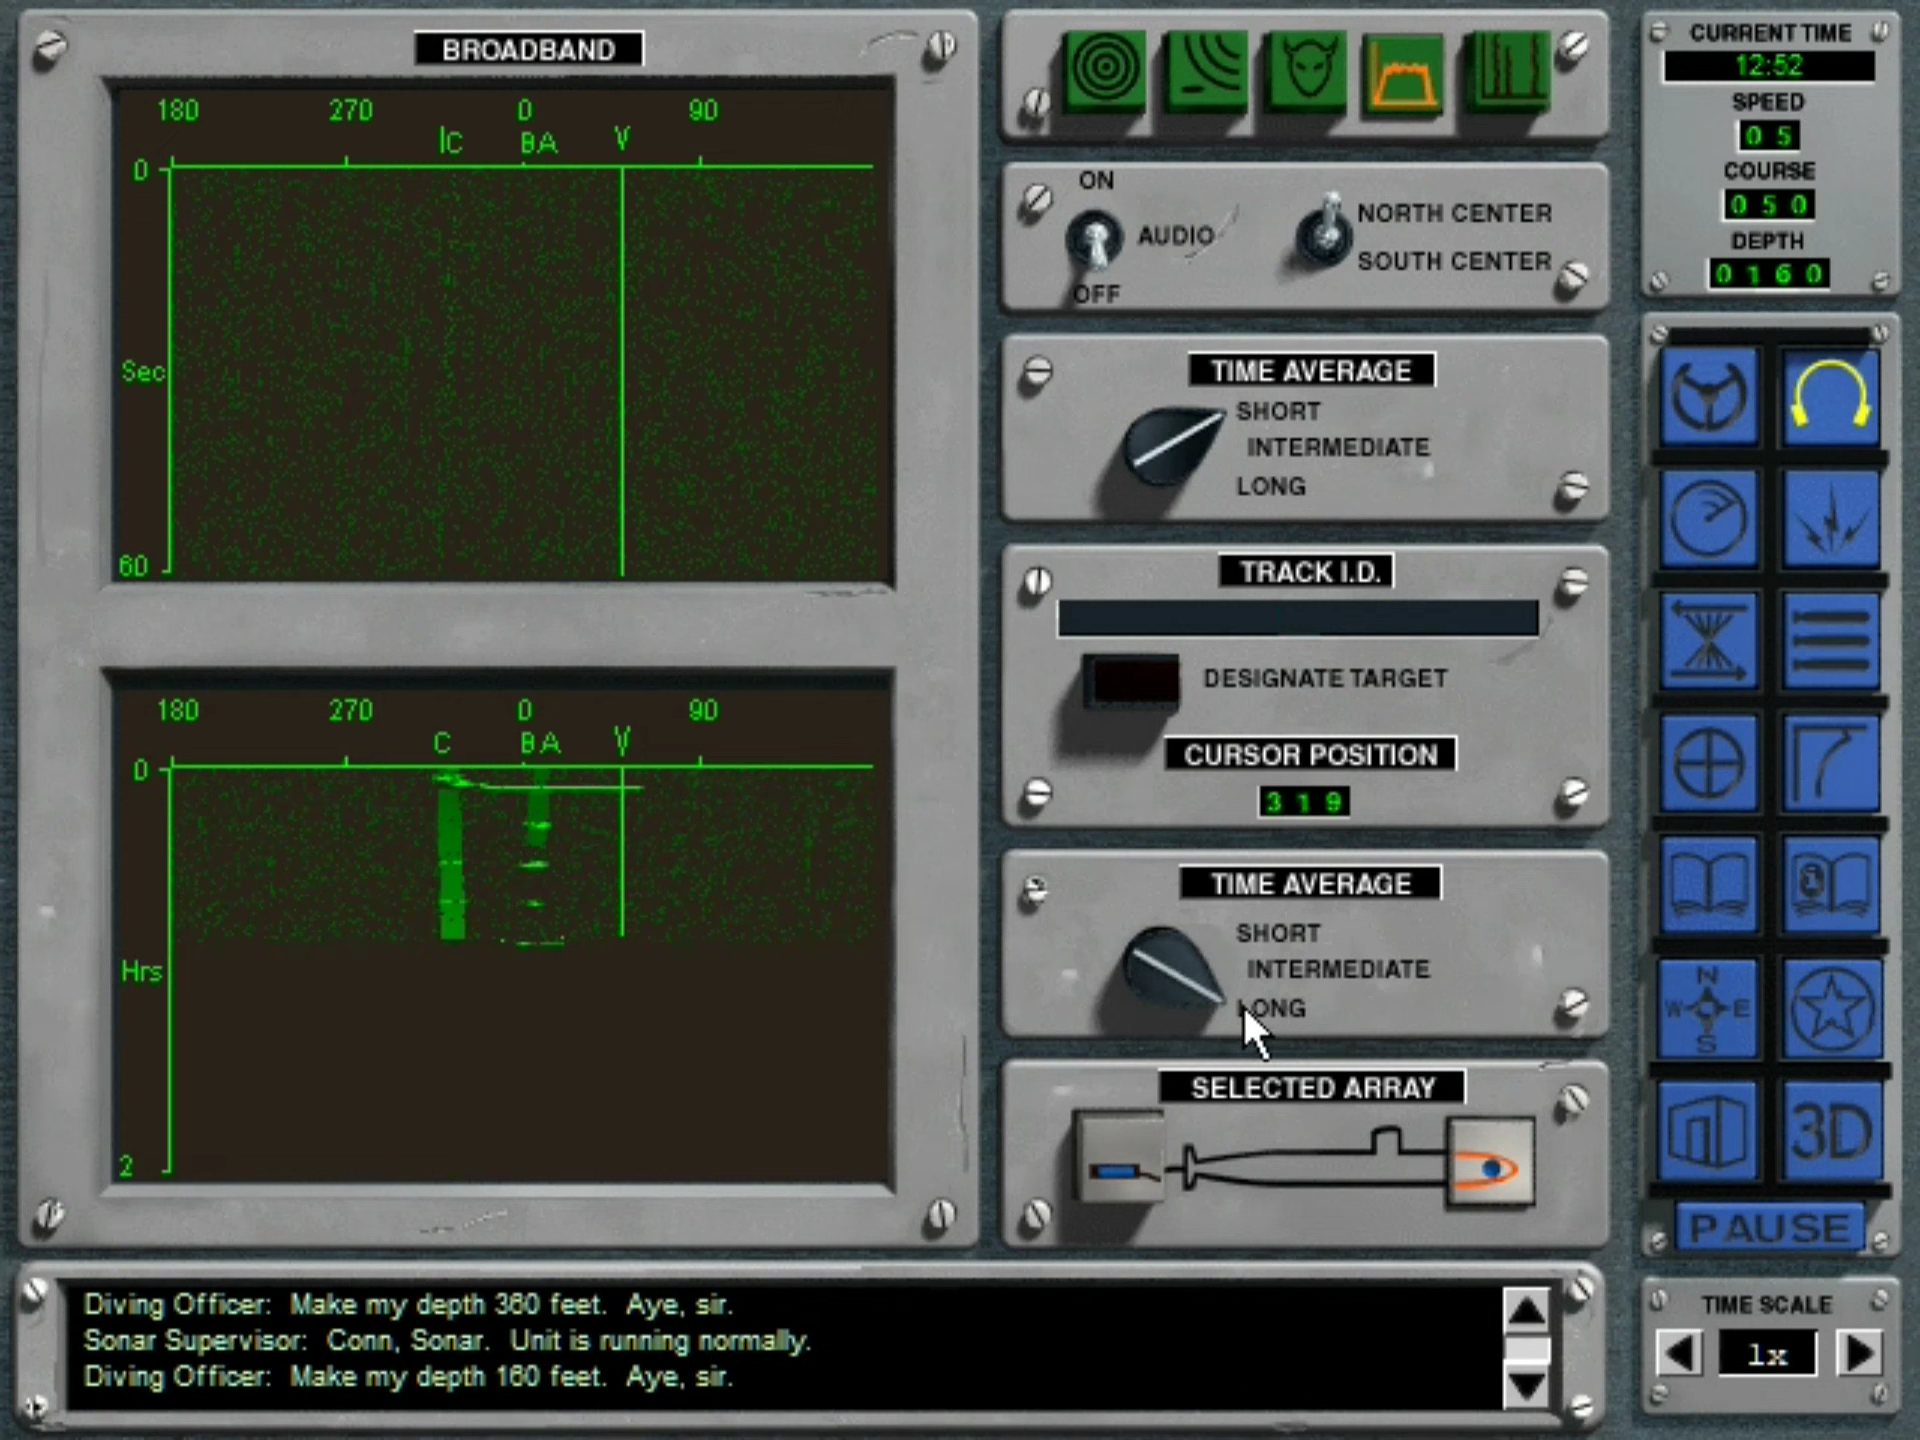 BROADBAND
180 270 0 90
C BA V
0
Sec
60
180 270 0 90
C BA V
0
Hrs
2
ON
AUDIO
OFF
NORTH CENTER
SOUTH CENTER
TIME AVERAGE
SHORT
INTERMEDIATE
LONG
TRACK I.D.
DESIGNATE TARGET
CURSOR POSITION
319
TIME AVERAGE
SHORT
INTERMEDIATE
LONG
SELECTED ARRAY
CURRENT TIME
12:52
SPEED
05
COURSE
050
DEPTH
0160
N
W E
S
3D
PAUSE
TIME SCALE
1x
Diving Officer: Make my depth 360 feet. Aye, sir.
Sonar Supervisor: Conn, Sonar. Unit is running normally.
Diving Officer: Make my depth 160 feet. Aye, sir.